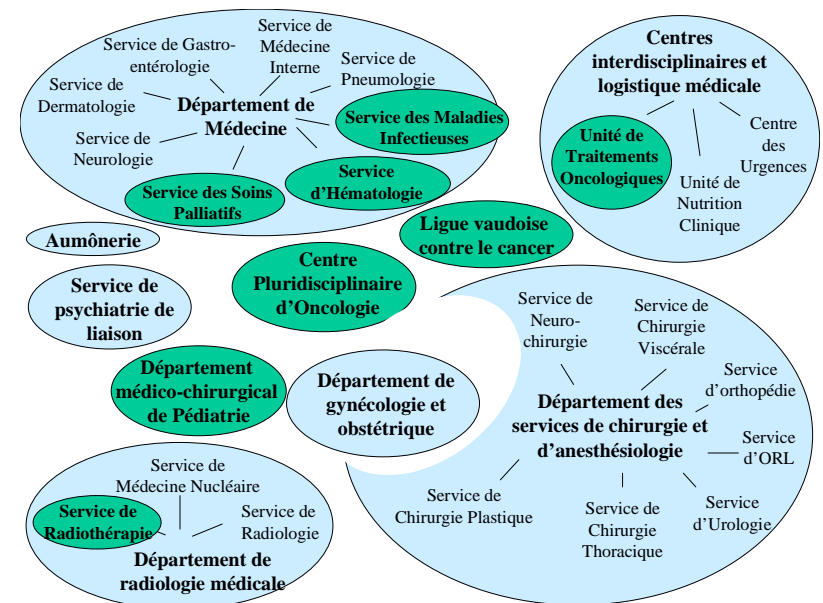 Service de Gastro-
entérologie
Service de
Médecine
Interne
Service de
Pneumologie
Service de
Dermatologie
Département de
Médecine
Service des Maladies
Infectieuses
Service de
Neurologie
Service
d’Hématologie
Service des Soins
Palliatifs
Centres
interdisciplinaires et
logistique médicale
Unité de
Traitements
Oncologiques
Centre
des
Urgences
Unité de
Nutrition
Clinique
Aumônerie
Ligue vaudoise
contre le cancer
Centre
Pluridisciplinaire
d’Oncologie
Service de
psychiatrie de
liaison
Département
médico-chirurgical
de Pédiatrie
Département de
gynécologie et
obstétrique
Service de
Neuro-
chirurgie
Service de
Chirurgie
Viscérale
Service
d’orthopédie
Département des
services de chirurgie et
d’anesthésiologie
Service
d’ORL
Service de
Chirurgie Plastique
Service de
Chirurgie
Thoracique
Service
d’Urologie
Service de
Médecine Nucléaire
Service de
Radiothérapie
Service de
Radiologie
Département de
radiologie médicale